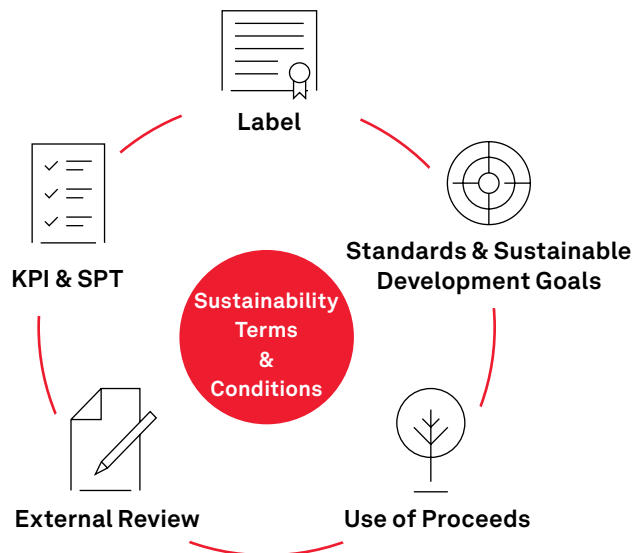 Label
Standards & Sustainable
Development Goals
KPI & SPT
Sustainability
Terms
&
Conditions
External Review
Use of Proceeds